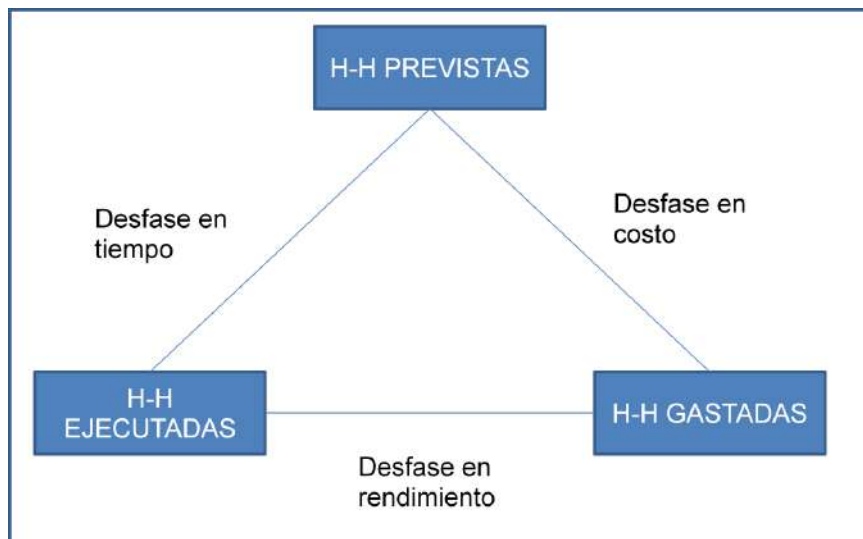 H-H PREVISTAS
Desfase en
tiempo
Desfase en
costo
H-H
EJECUTADAS
H-H GASTADAS
Desfase en
rendimiento